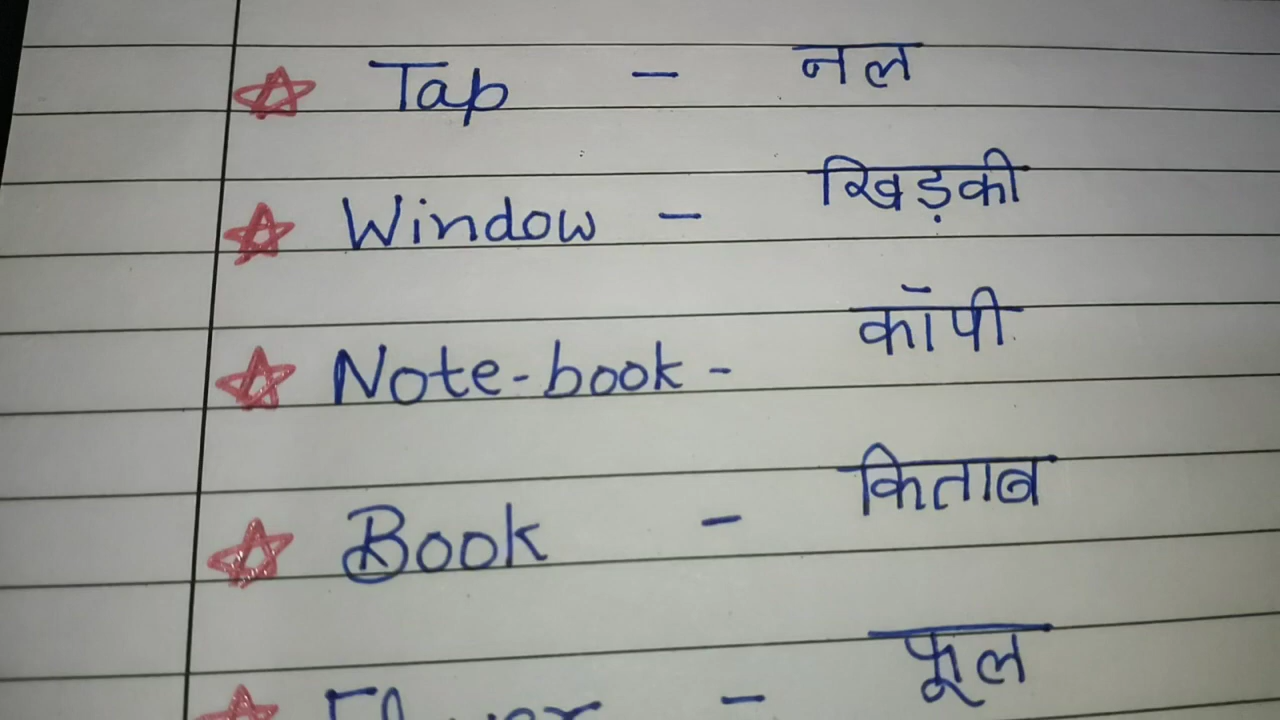 Tap - नल
Window - खिड़की
Note-book - कॉपी
Book - किताब
- फूल